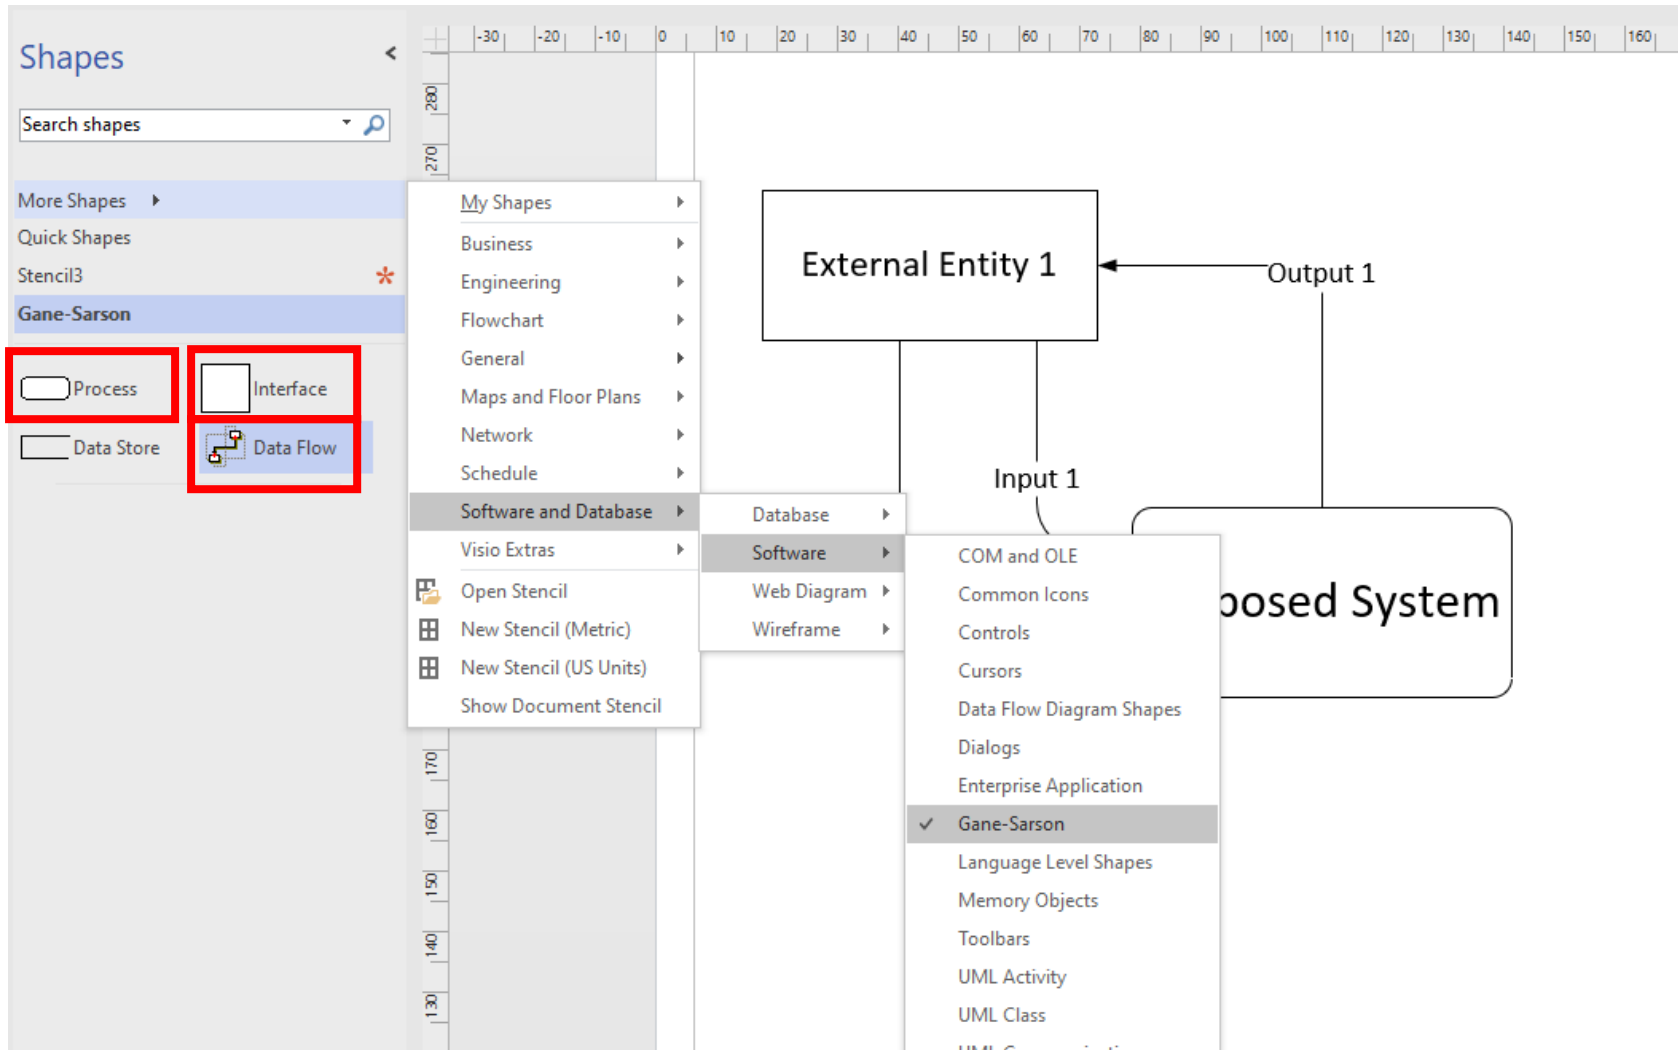 Shapes
<
Search shapes
More Shapes
Quick Shapes
Stencil3
Gane-Sarson
Process
Interface
Data Store
Data Flow
-30 -20 -10 0 10 20 30 40 50 60 70 80 90 100 110 120 130 140 150 160
280
270
170
160
150
140
130
My Shapes
Business
Engineering
Flowchart
General
Maps and Floor Plans
Network
Schedule
Software and Database
Visio Extras
Open Stencil
New Stencil (Metric)
New Stencil (US Units)
Show Document Stencil
Database
Software
Web Diagram
Wireframe
COM and OLE
Common Icons
Controls
Cursors
Data Flow Diagram Shapes
Dialogs
Enterprise Application
Gane-Sarson
Language Level Shapes
Memory Objects
Toolbars
UML Activity
UML Class
External Entity 1
Output 1
Input 1
posed System